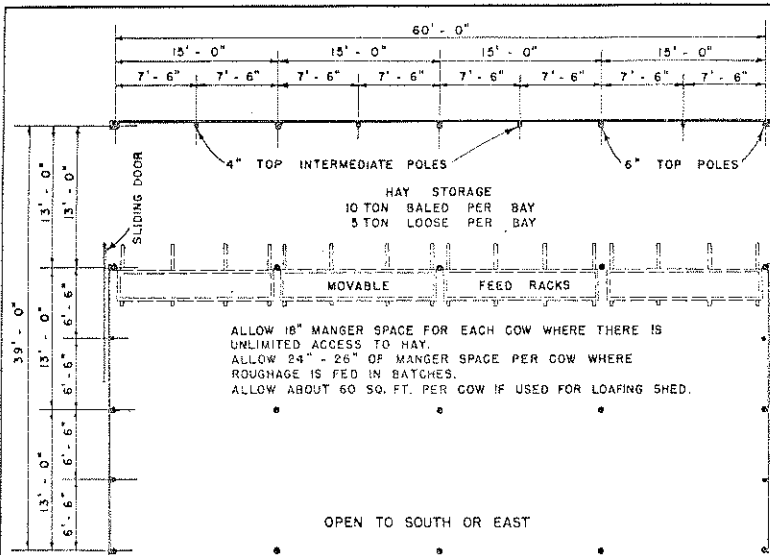 60' - 0"
15' - 0" 15' - 0" 15' - 0" 15' - 0"
7' - 6" 7' - 6" 7' - 6" 7' - 6" 7' - 6" 7' - 6" 7' - 6" 7' - 6"
4" TOP INTERMEDIATE POLES
6" TOP POLES
SLIDING DOOR
HAY STORAGE
10 TON BALED PER BAY
5 TON LOOSE PER BAY
39' - 0"
13' - 0"
13' - 0"
13' - 0"
13' - 0"
6' - 6"
6' - 6"
6' - 6"
6' - 6"
MOVABLE FEED RACKS
ALLOW 18" MANGER SPACE FOR EACH COW WHERE THERE IS
UNLIMITED ACCESS TO HAY.
ALLOW 24" - 26" OF MANGER SPACE PER COW WHERE
ROUGHAGE IS FED IN BATCHES.
ALLOW ABOUT 60 SQ. FT. PER COW IF USED FOR LOAFING SHED.
OPEN TO SOUTH OR EAST